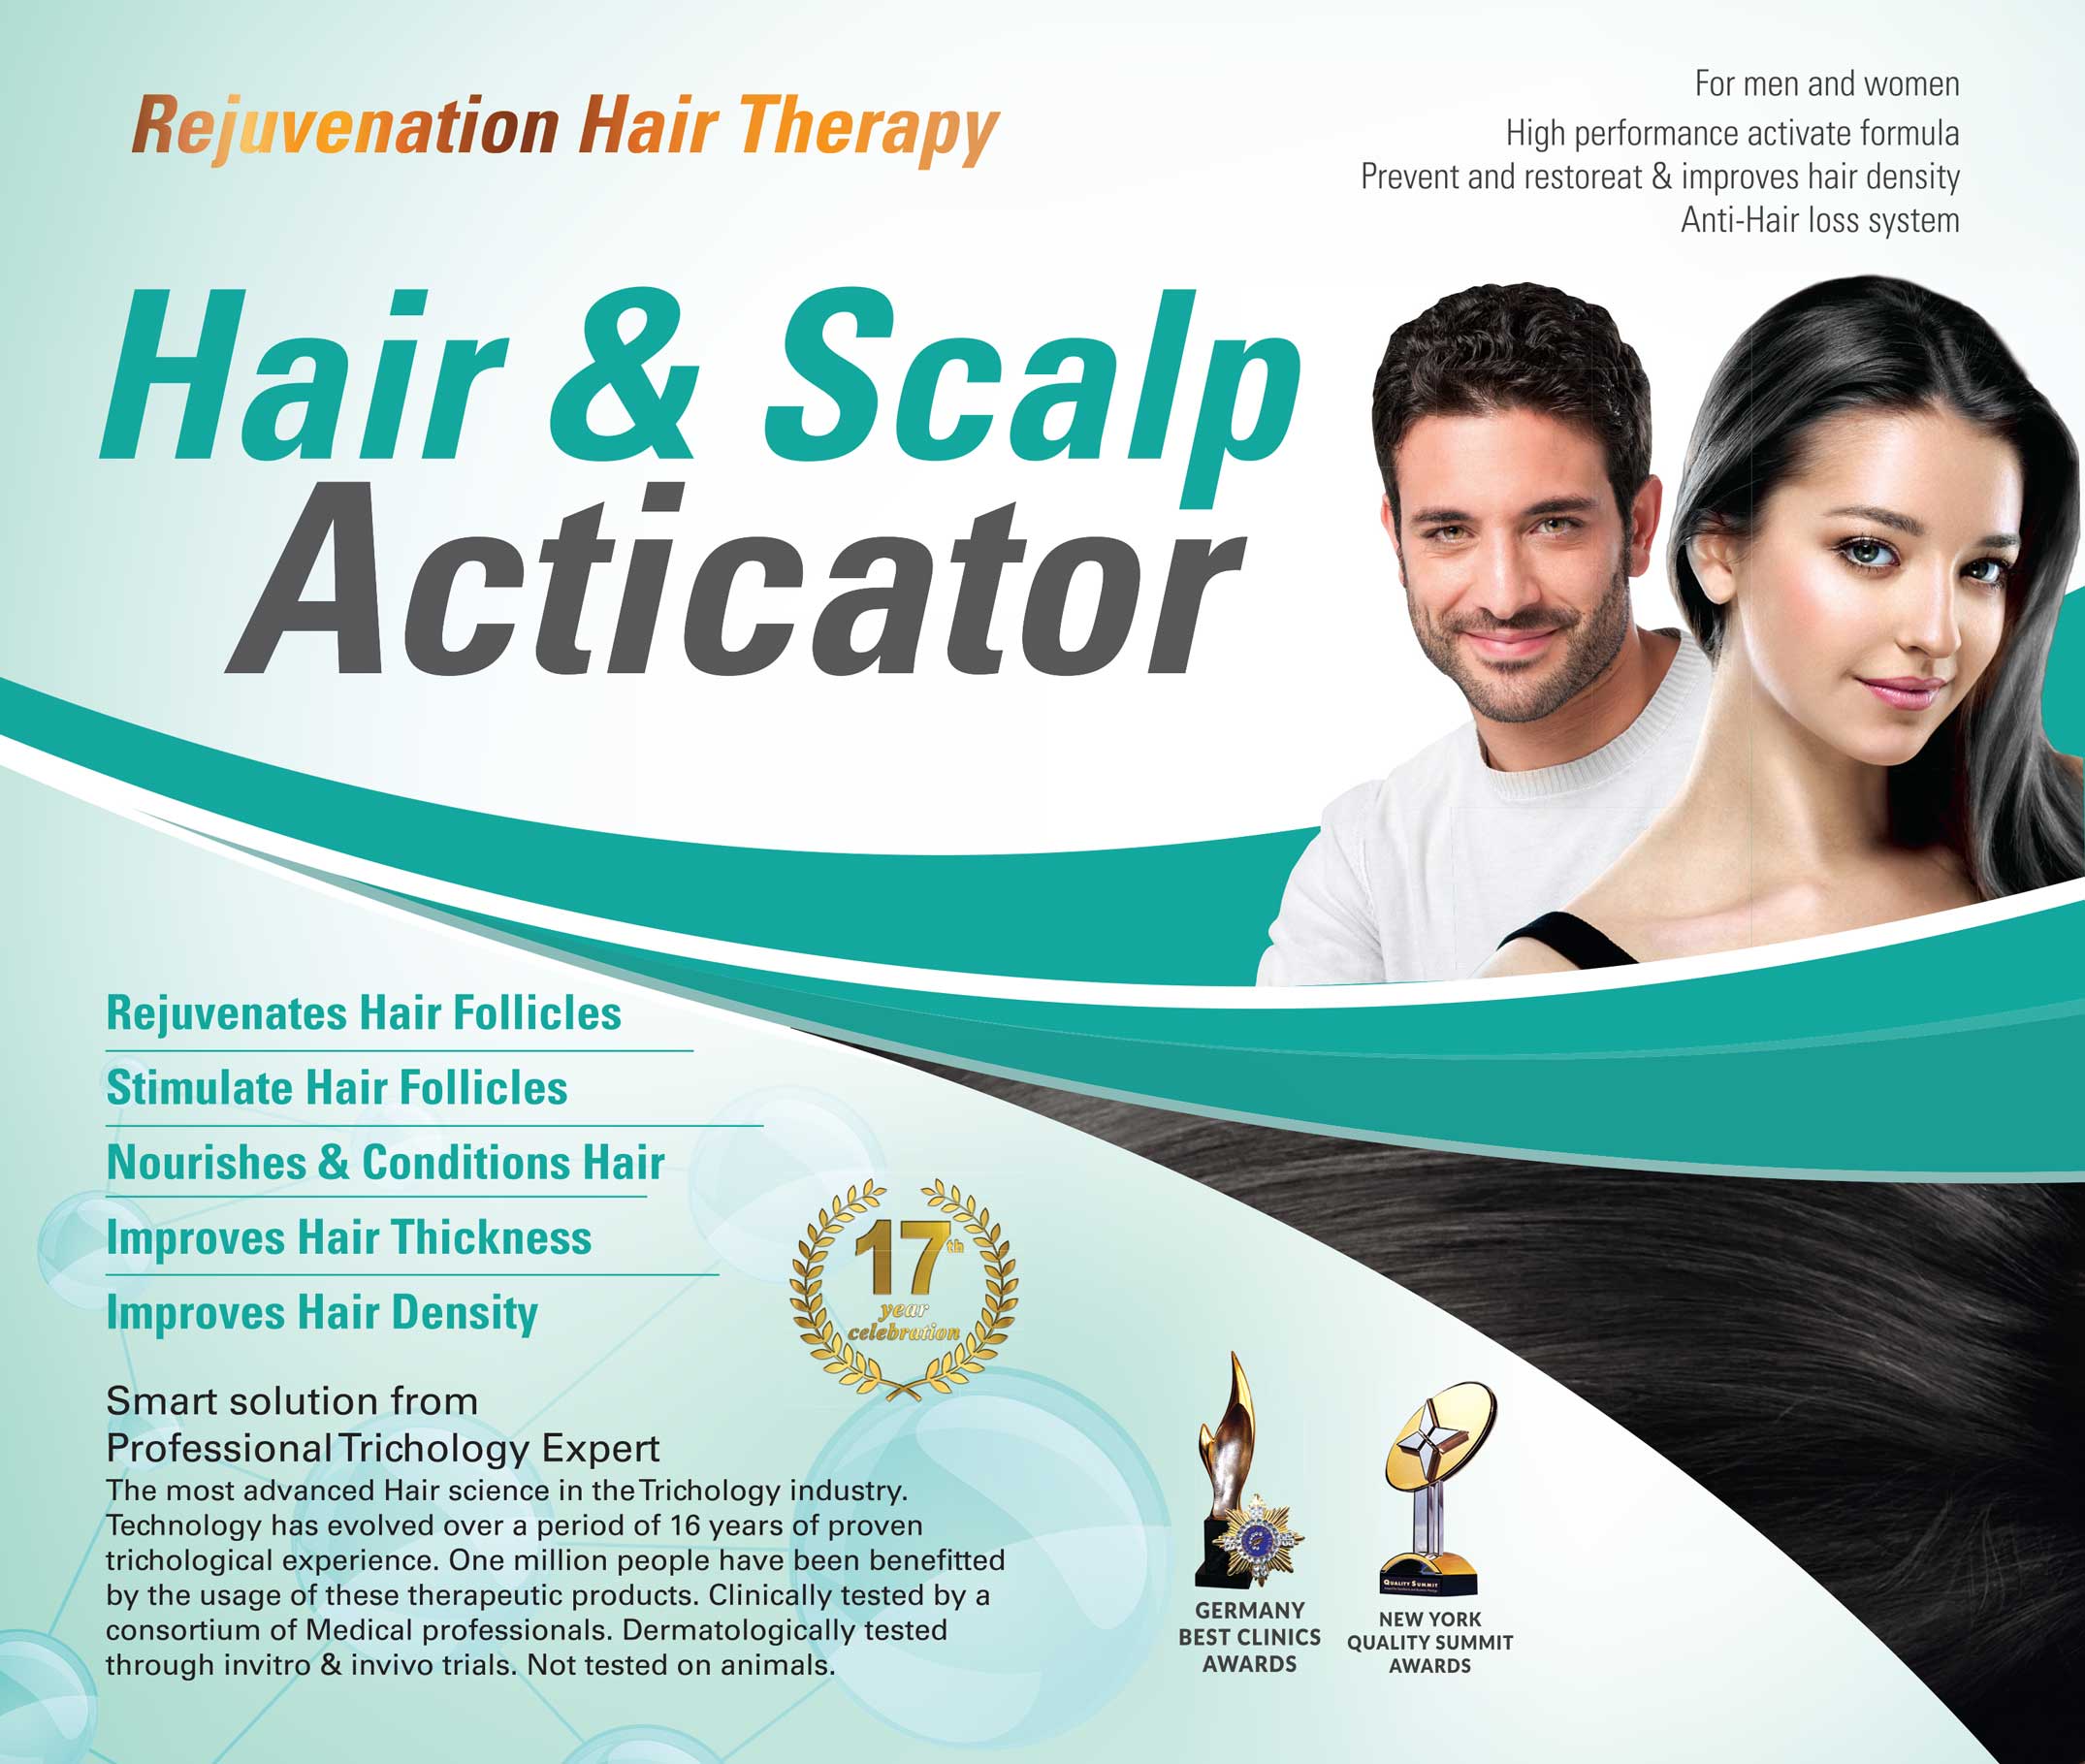 Rejuvenation Hair Therapy
For men and women
High performance activate formula
Prevent and restoreat & improves hair density
Anti-Hair loss system
Hair & Scalp
Acticator
Rejuvenates Hair Follicles
Stimulate Hair Follicles
Nourishes & Conditions Hair
Improves Hair Thickness
Improves Hair Density
17th
year
celebration
Smart solution from
Professional Trichology Expert
The most advanced Hair science in the Trichology industry.
Technology has evolved over a period of 16 years of proven
trichological experience. One million people have been benefitted
by the usage of these therapeutic products. Clinically tested by a
consortium of Medical professionals. Dermatologically tested
through invitro & invivo trials. Not tested on animals.
GERMANY
BEST CLINICS
AWARDS
QUALITY SUMMIT
NEW YORK
QUALITY SUMMIT
AWARDS